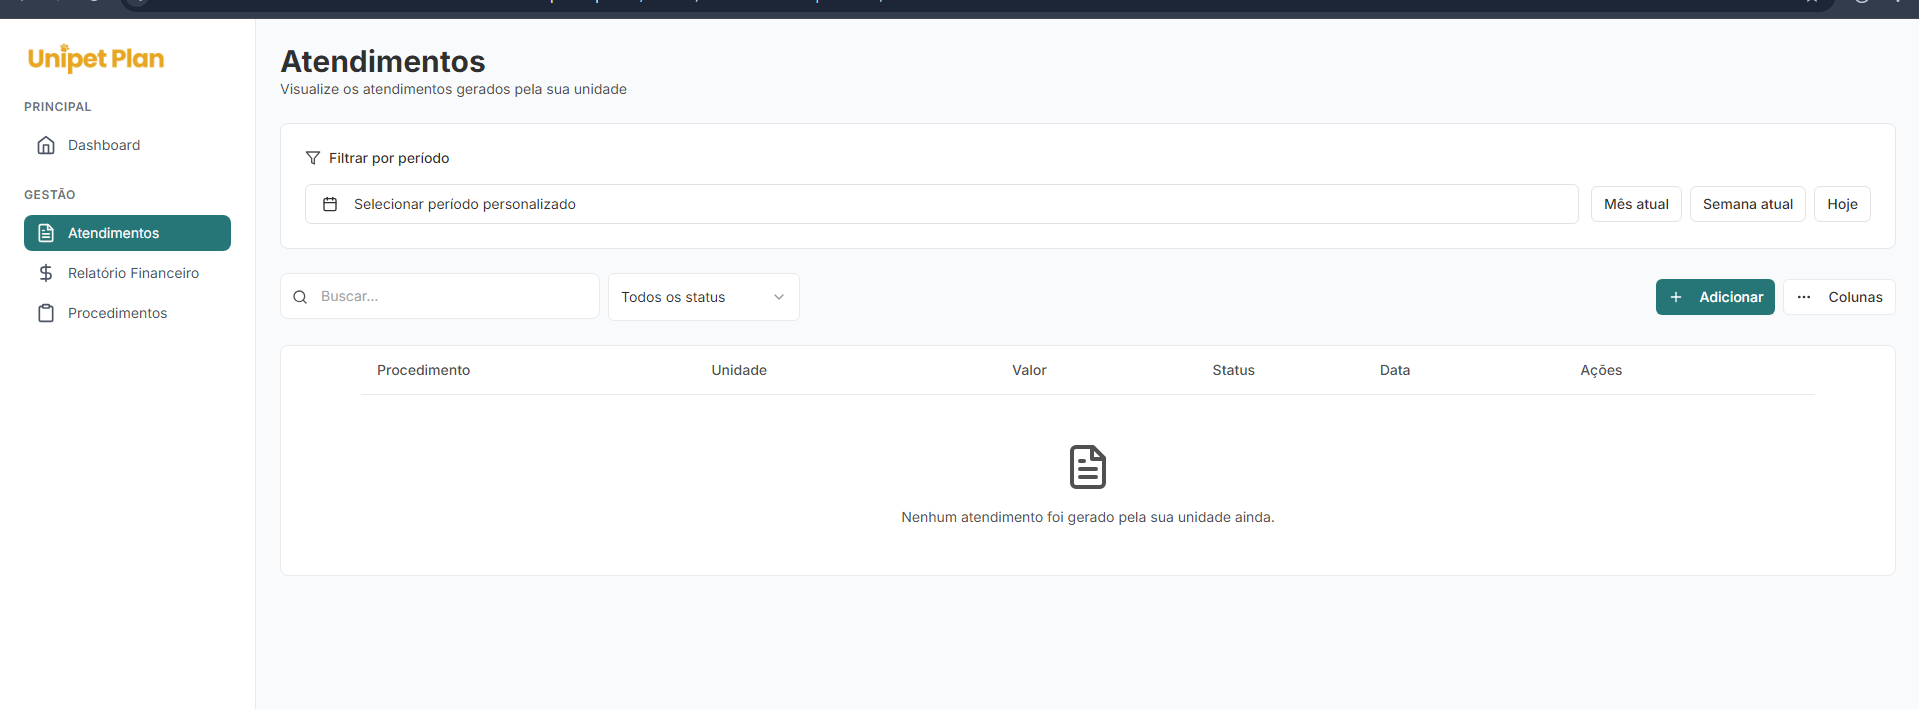 Unipet Plan
PRINCIPAL
Dashboard
GESTÃO
Atendimentos
Relatório Financeiro
Procedimentos
Atendimentos
Visualize os atendimentos gerados pela sua unidade
Filtrar por período
Selecionar período personalizado
Mês atual
Semana atual
Hoje
Buscar...
Todos os status
Adicionar
Colunas
Procedimento Unidade Valor Status Data Ações
Nenhum atendimento foi gerado pela sua unidade ainda.